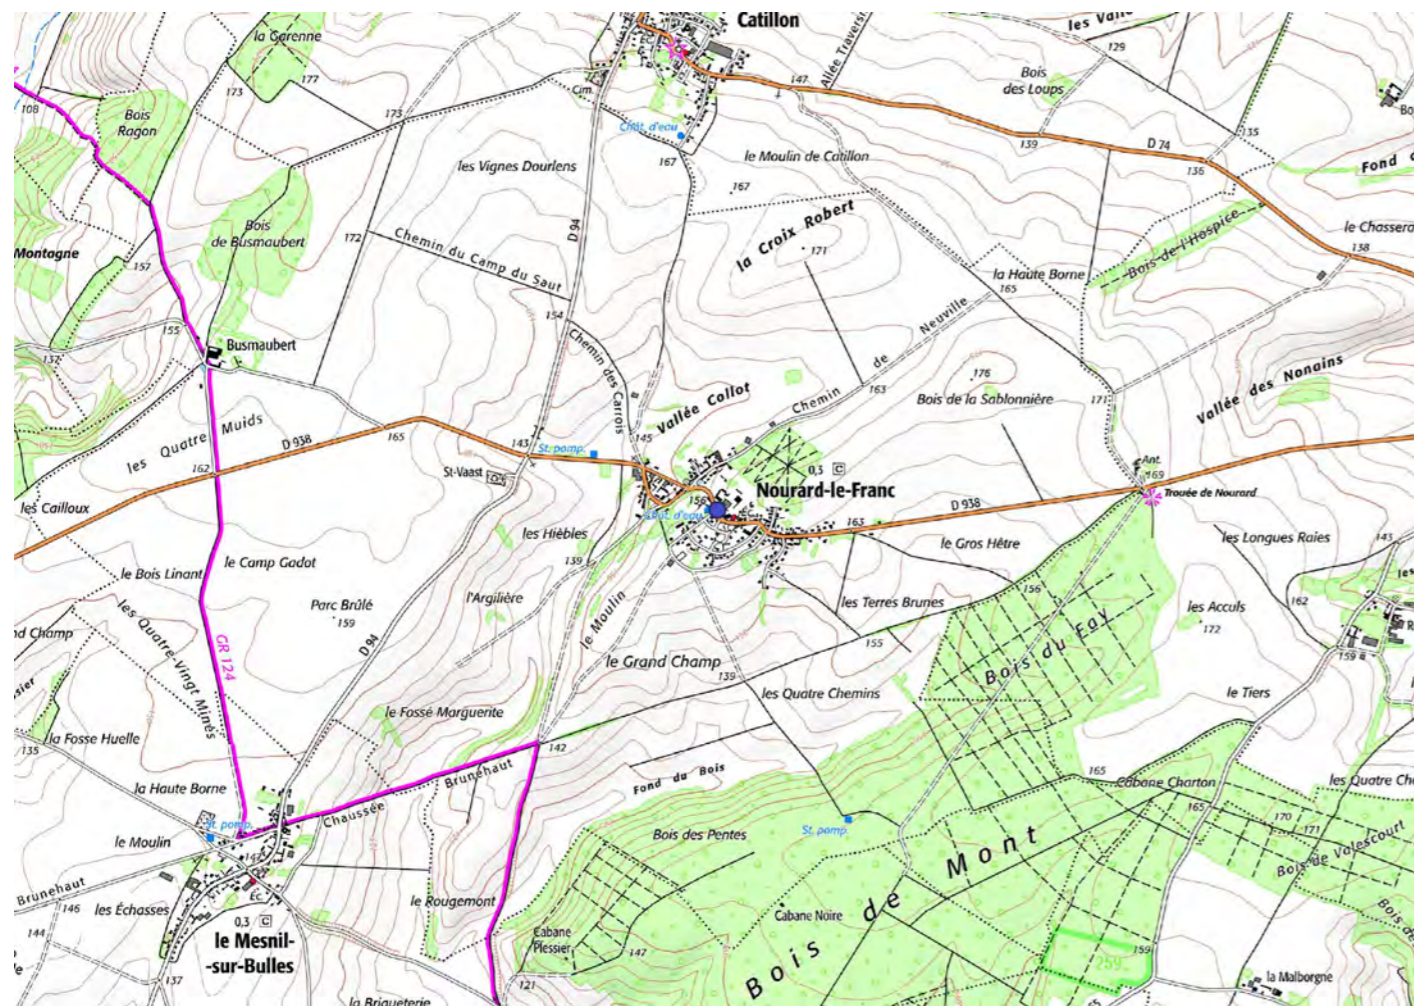 Catillon
les Vall
la Garenne
129
177
147
Allée Traversi
Bois
des Loups
173
108
Bois
Ragon
173
Cim.
Chât. d'eau
139
135
D 74
136
Fond d
167
les Vignes Dourlens
le Moulin de Catillon
167
la Croix Robert
171
Bois
de Busmaubert
172
D 94
Chemin du Camp du Saut
Bois de l'Hospice
le Chassera
138
Montagne
157
la Haute Borne
165
154
155
Busmaubert
137
Chemin des Carrois
Chemin de Neuville
163
176
Bois de la Sablonnière
171
Vallée des Nonains
Vallée Collot
les Quatre Muids
D 938
165
143
St. pomp.
145
162
St-Vaast
0,3 C
Nourard-le-Franc
Ant.
169
Trouée de Nourard
156
Chât. d'eau
D 938
163
les Cailloux
les Hièbles
le Gros Hêtre
les Longues Raies
143
139
le Camp Gadot
le Bois Linant
l'Argilière
le Moulin
les Terres Brunes
156
les Acculs
162
172
Parc Brûlé
159
les Quatre-Vingt Mines
GR 124
D 94
155
Bois du Fay
159
nd Champ
le Grand Champ
139
les Quatre Chemins
le Tiers
le Fossé Marguerite
la Fosse Huelle
135
142
la Haute Borne
Chaussée Brunehaut
Fond du Bois
165
Cabane Charton
165
les Quatre Ch
St. pomp.
le Moulin
147
Bois des Pentes
St. pomp.
170
171
Bois de Valescourt
Brunehaut
146
Éc.
les Échasses
0,3 C
le Rougemont
Bois de Mont
Cabane Noire
144
le Mesnil-
-sur-Bulles
Cabane
Plessier
147
159
259
137
121
la Malborgne
la Briqueterie